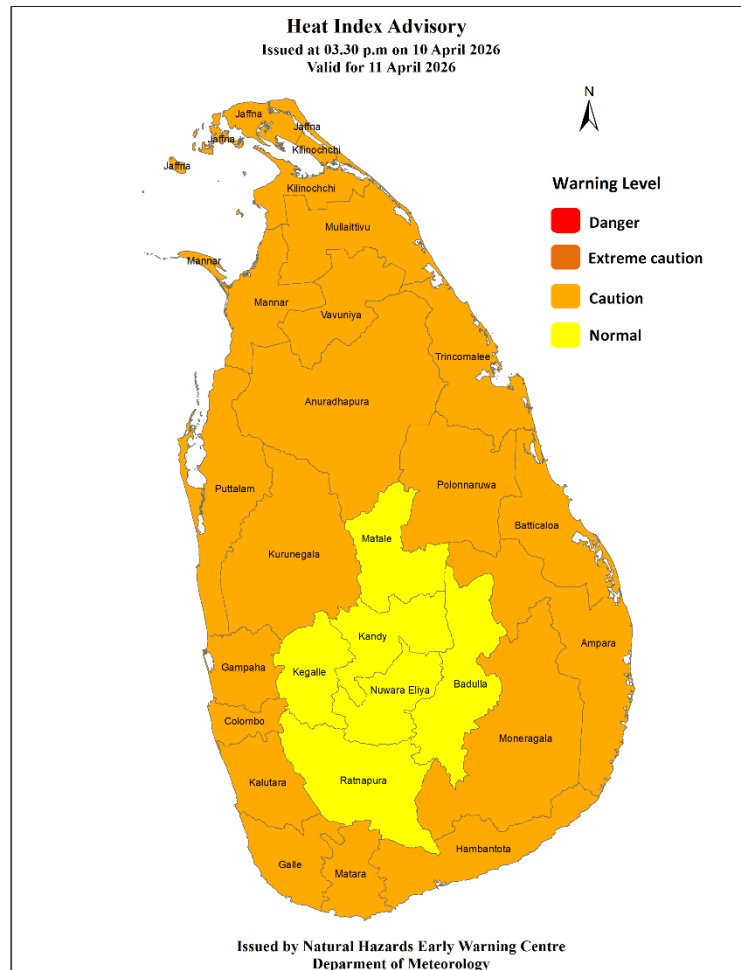 Heat Index Advisory
Issued at 03.30 p.m on 10 April 2026
Valid for 11 April 2026
N
Jaffna
Jaffna
Jaffna
Kilinochchi
Jaffna
Kilinochchi
Mullaittivu
Mannar
Mannar
Vavuniya
Trincomalee
Anuradhapura
Polonnaruwa
Puttalam
Batticaloa
Matale
Kurunegala
Kandy
Ampara
Gampaha
Kegalle
Nuwara Eliya
Badulla
Colombo
Moneragala
Kalutara
Ratnapura
Hambantota
Galle
Matara
Warning Level
Danger
Extreme caution
Caution
Normal
Issued by Natural Hazards Early Warning Centre
Deparment of Meteorology